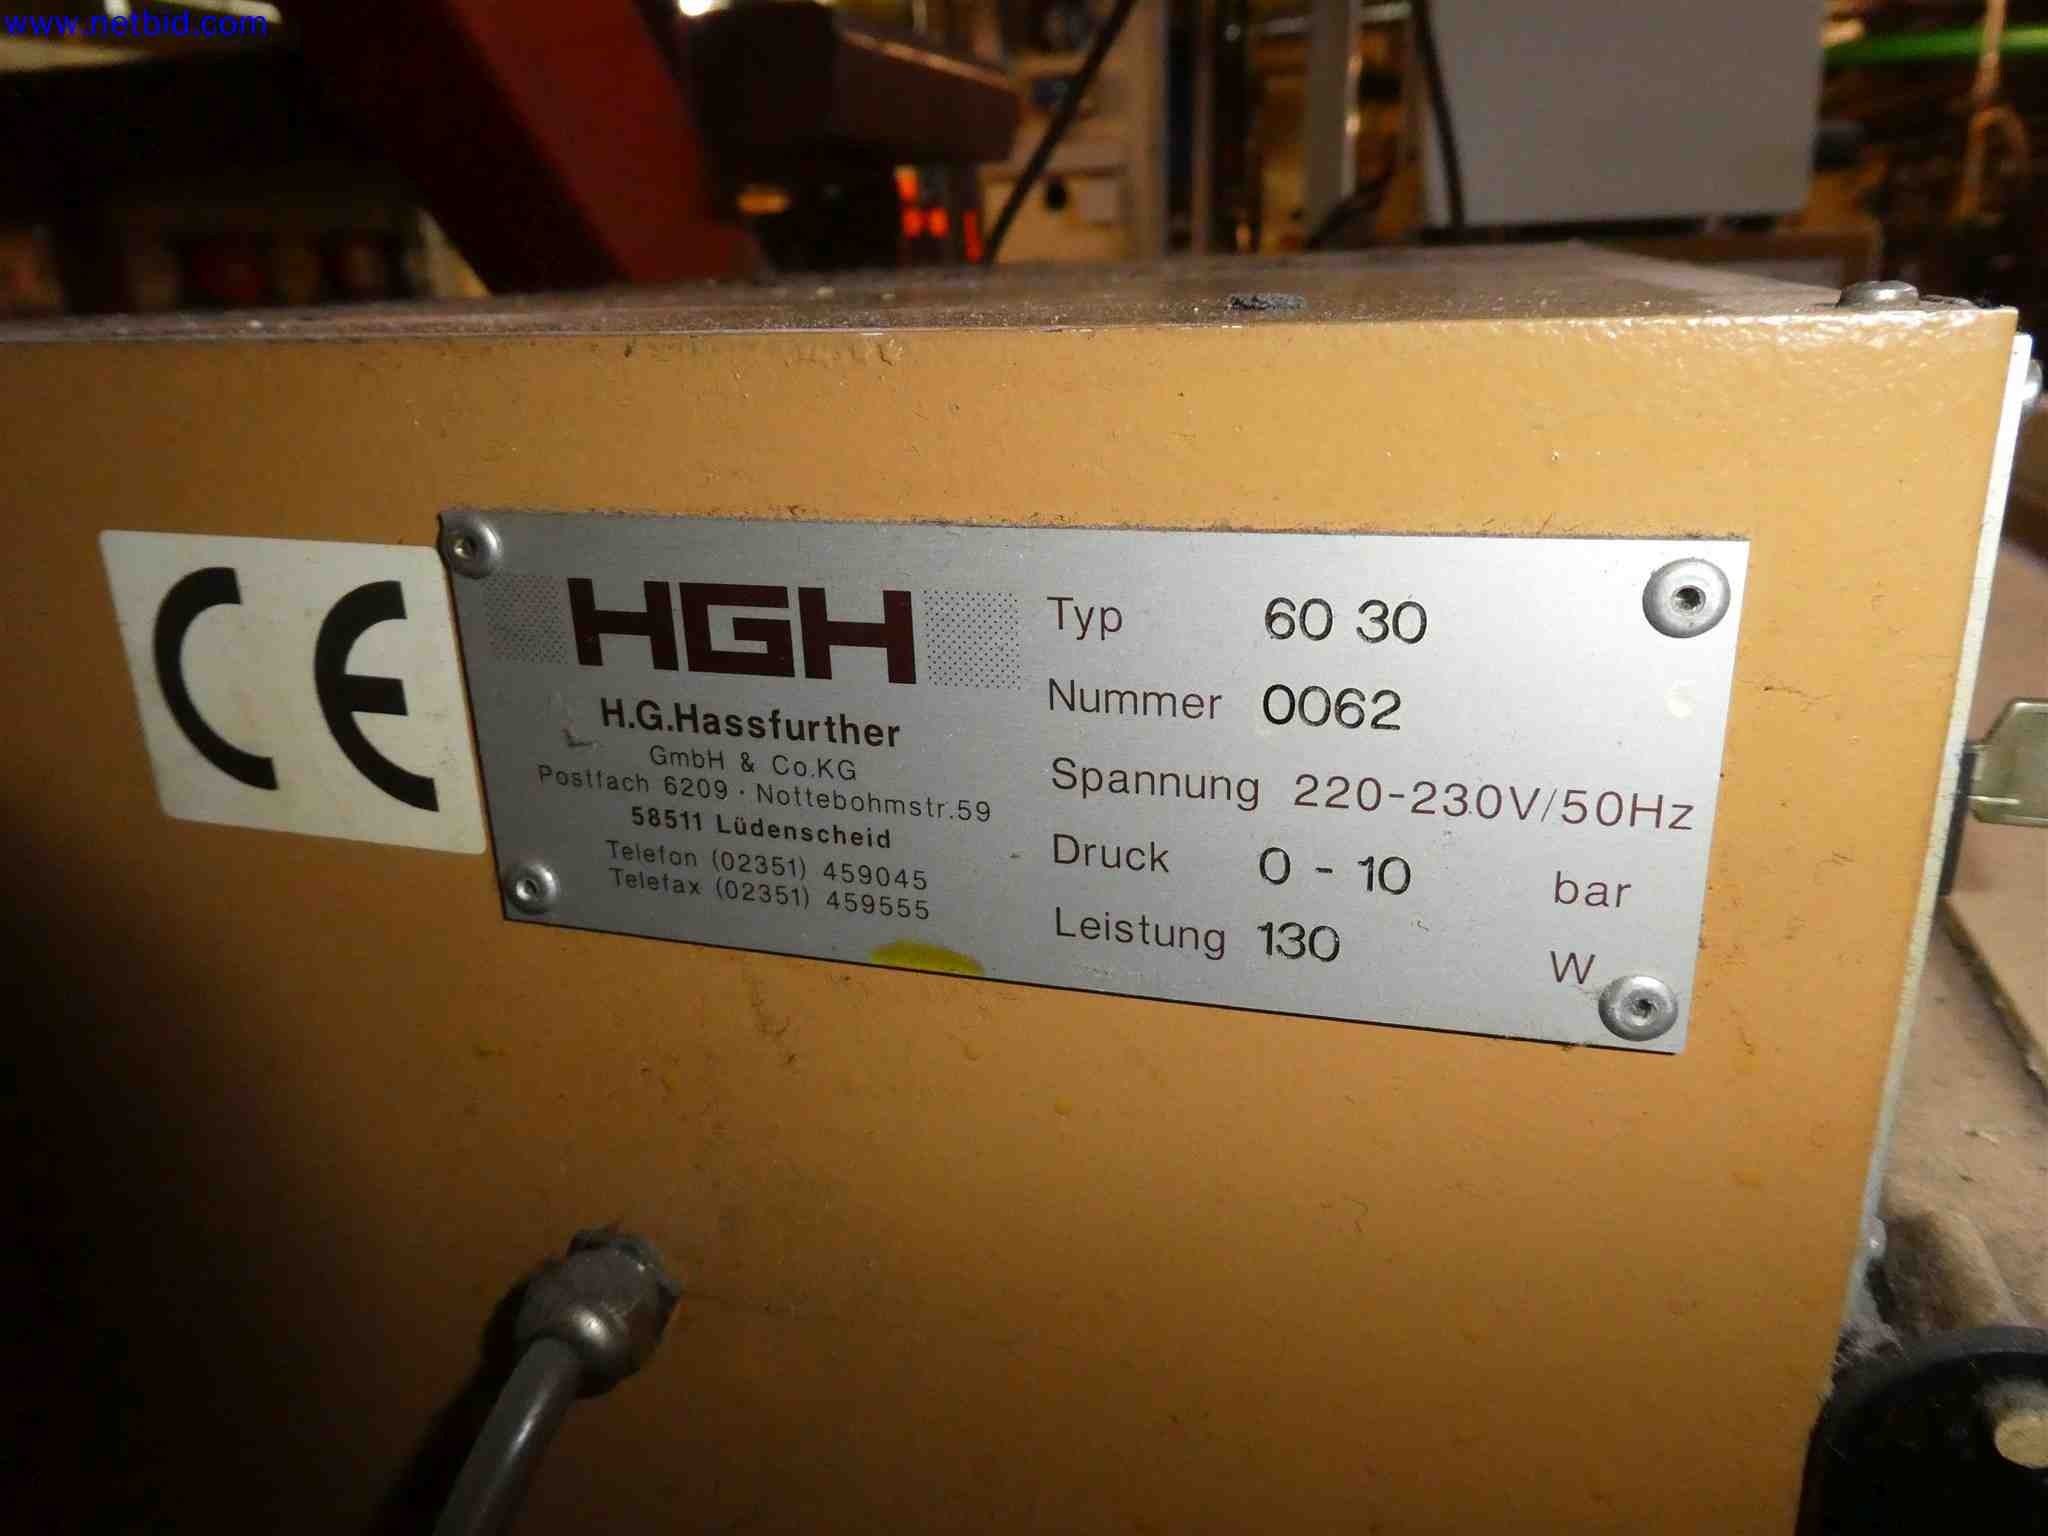 www.netbid.com
CE
HGH
H.G.Hassfurther
GmbH & Co.KG
Postfach 6209 · Nottebohmstr.59
58511 Lüdenscheid
Telefon (02351) 459045
Telefax (02351) 459555
Typ 60 30
Nummer 0062
Spannung 220-230V/50Hz
Druck 0 - 10 bar
Leistung 130 W